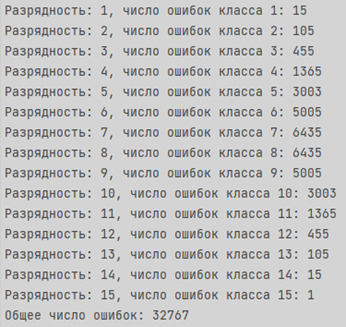 Разрядность: 1, число ошибок класса 1: 15
Разрядность: 2, число ошибок класса 2: 105
Разрядность: 3, число ошибок класса 3: 455
Разрядность: 4, число ошибок класса 4: 1365
Разрядность: 5, число ошибок класса 5: 3003
Разрядность: 6, число ошибок класса 6: 5005
Разрядность: 7, число ошибок класса 7: 6435
Разрядность: 8, число ошибок класса 8: 6435
Разрядность: 9, число ошибок класса 9: 5005
Разрядность: 10, число ошибок класса 10: 3003
Разрядность: 11, число ошибок класса 11: 1365
Разрядность: 12, число ошибок класса 12: 455
Разрядность: 13, число ошибок класса 13: 105
Разрядность: 14, число ошибок класса 14: 15
Разрядность: 15, число ошибок класса 15: 1
Общее число ошибок: 32767